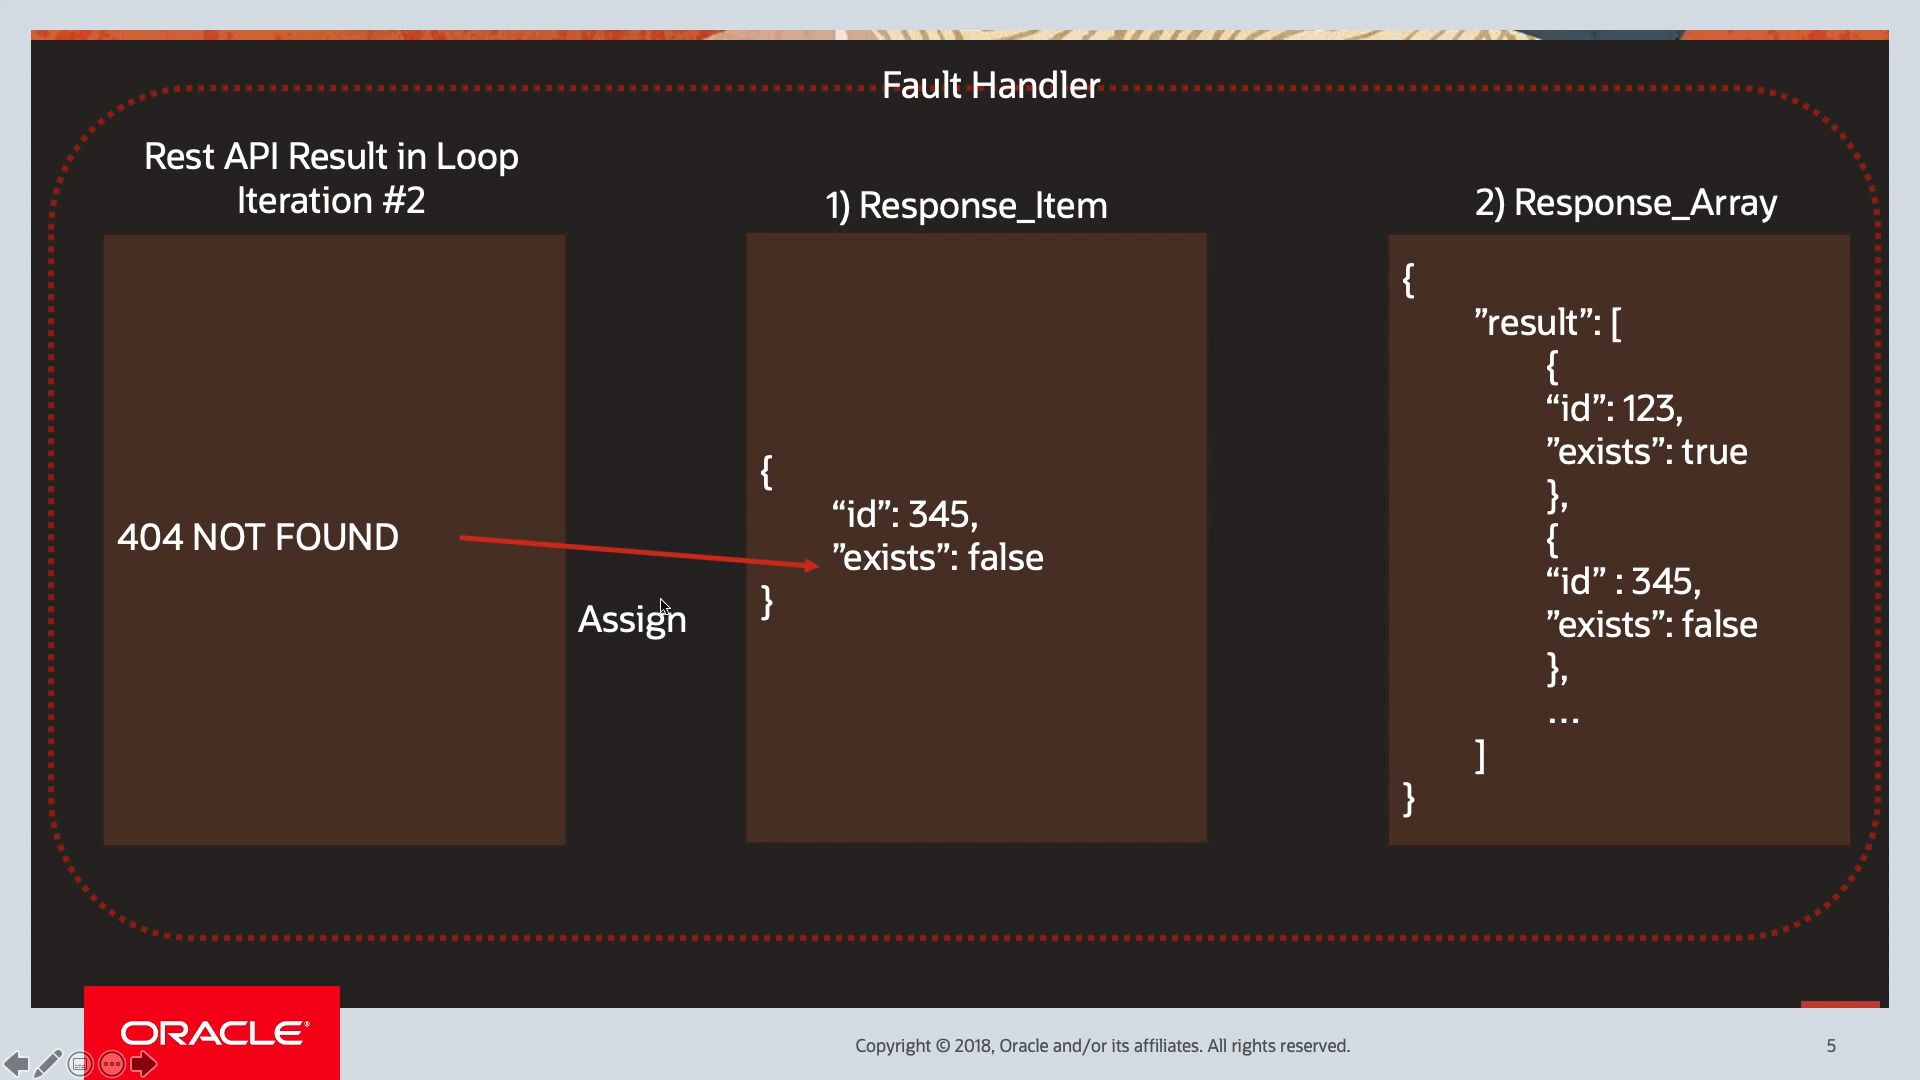 Fault Handler
Rest API Result in Loop
Iteration #2
1) Response_Item
2) Response_Array
404 NOT FOUND
Assign
{
“id”: 345,
”exists”: false
}
{
”result”: [
{
“id”: 123,
”exists”: true
},
{
“id” : 345,
”exists”: false
},
...
]
}
ORACLE®
Copyright © 2018, Oracle and/or its affiliates. All rights reserved.
5